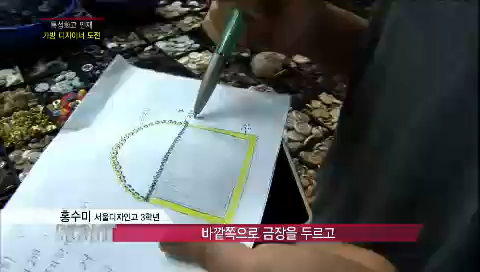 특성화고 인재
가방 디자이너 도전
홍수미 서울디자인고 3학년
바깥쪽으로 금장을 두르고